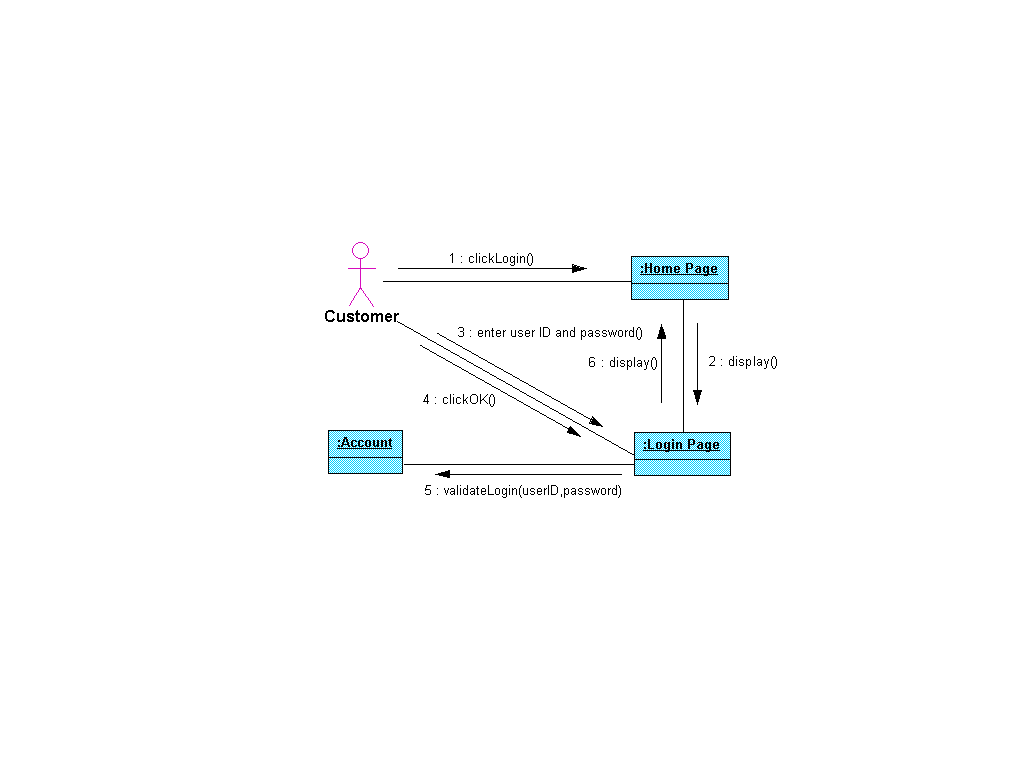 1 : clickLogin()
:Home Page
Customer
3 : enter user ID and password()
6 : display()
2 : display()
4 : clickOK()
:Account
:Login Page
5 : validateLogin(userID,password)